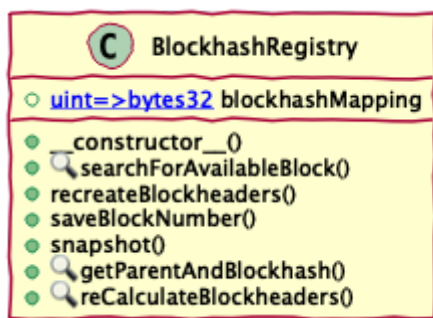 C BlockhashRegistry
uint=>bytes32 blockhashMapping
__constructor__()
searchForAvailableBlock()
recreateBlockheaders()
saveBlockNumber()
snapshot()
getParentAndBlockhash()
reCalculateBlockheaders()